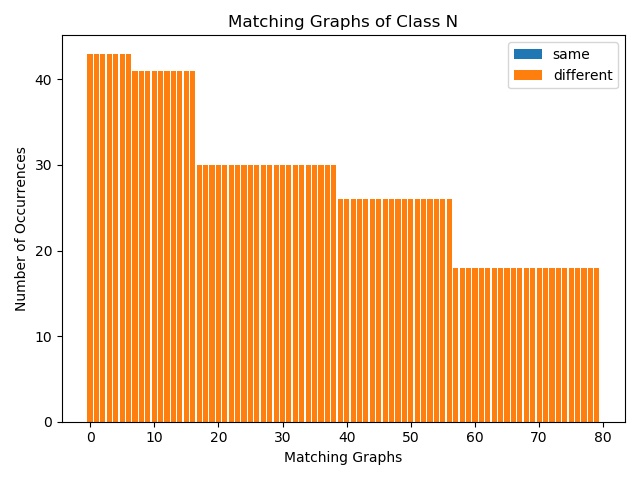 Matching Graphs of Class N
same
different
Number of Occurrences
40
30
20
10
0
0 10 20 30 40 50 60 70 80
Matching Graphs